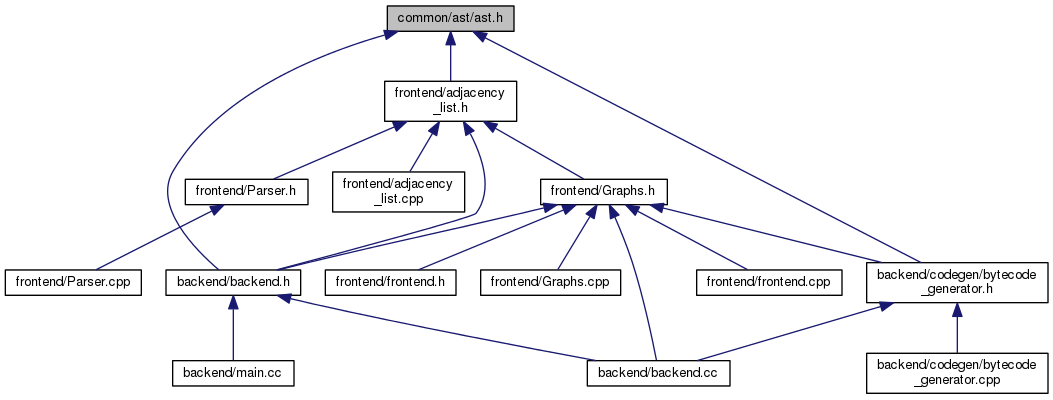 common/ast/ast.h
frontend/adjacency
_list.h
frontend/Parser.h
frontend/adjacency
_list.cpp
frontend/Graphs.h
frontend/Parser.cpp
backend/backend.h
frontend/frontend.h
frontend/Graphs.cpp
frontend/frontend.cpp
backend/codegen/bytecode
_generator.h
backend/main.cc
backend/backend.cc
backend/codegen/bytecode
_generator.cpp